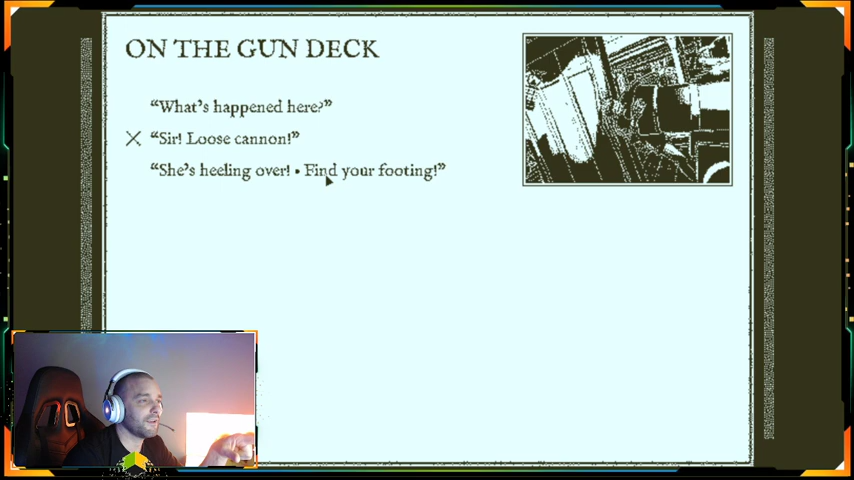 ON THE GUN DECK
“What's happened here?”
“Sir! Loose cannon!”
“She's heeling over! • Find your footing!”